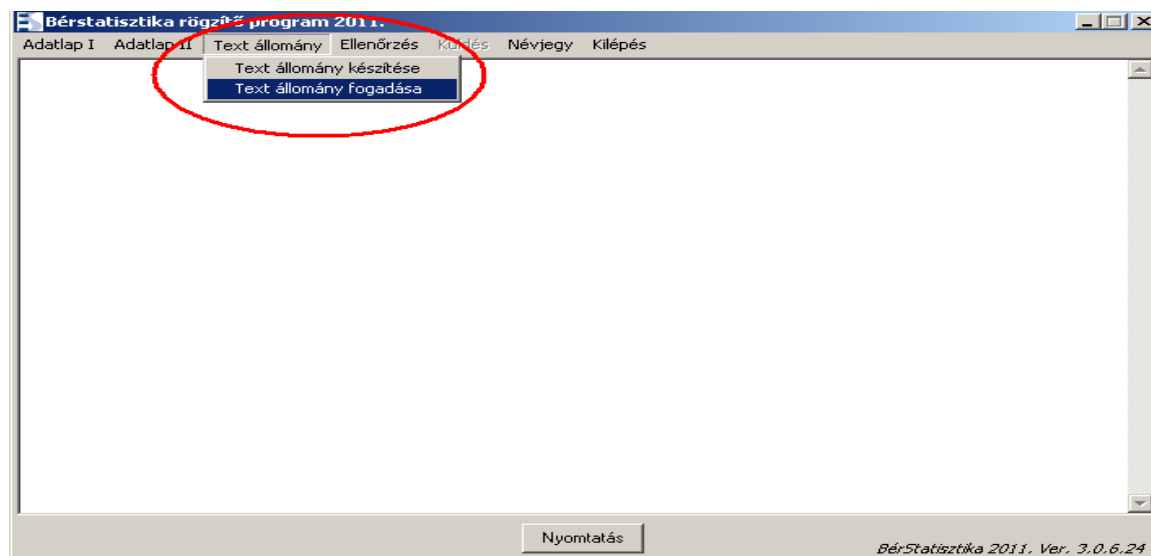 Bérstatisztika rögzítő program 2011.
Adatlap I Adatlap II Text állomány Ellenőrzés Küldés Névjegy Kilépés
Text állomány készítése
Text állomány fogadása
Nyomtatás
BérStatisztika 2011. Ver. 3.0.6.24